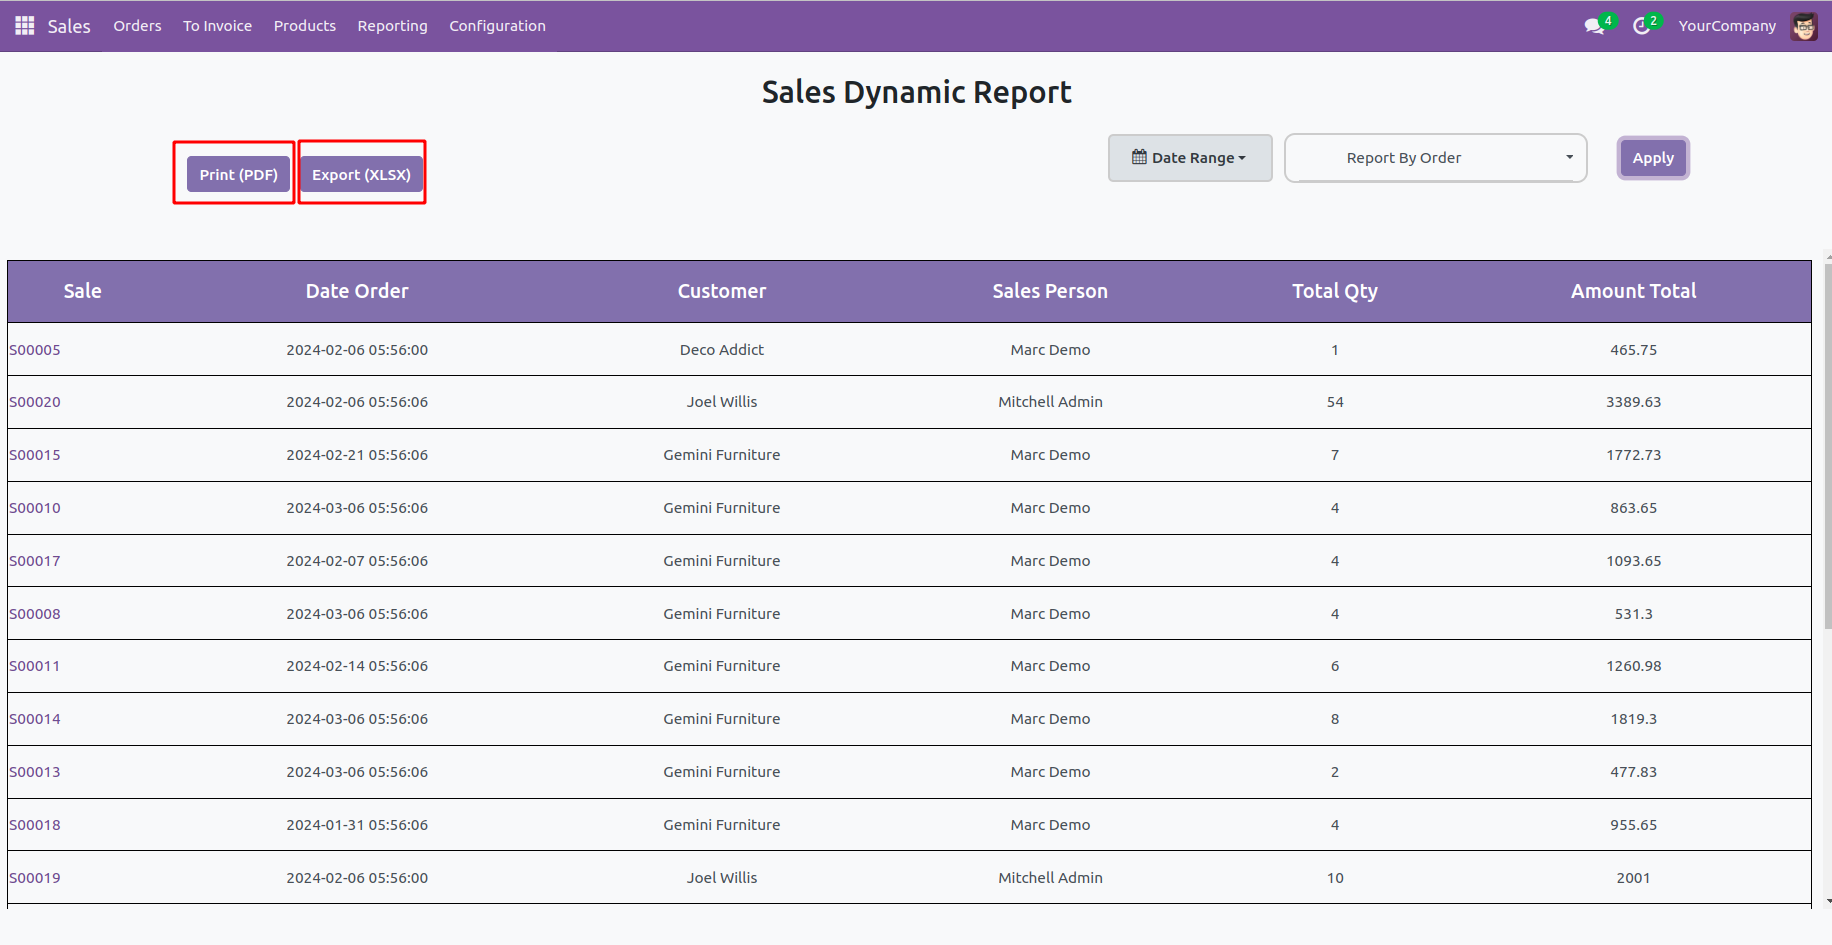 Sales Orders To Invoice Products Reporting Configuration 4 2 YourCompany
Sales Dynamic Report
Print (PDF) Export (XLSX) Date Range Report By Order Apply
Sale Date Order Customer Sales Person Total Qty Amount Total
S00005 2024-02-06 05:56:00 Deco Addict Marc Demo 1 465.75
S00020 2024-02-06 05:56:06 Joel Willis Mitchell Admin 54 3389.63
S00015 2024-02-21 05:56:06 Gemini Furniture Marc Demo 7 1772.73
S00010 2024-03-06 05:56:06 Gemini Furniture Marc Demo 4 863.65
S00017 2024-02-07 05:56:06 Gemini Furniture Marc Demo 4 1093.65
S00008 2024-03-06 05:56:06 Gemini Furniture Marc Demo 4 531.3
S00011 2024-02-14 05:56:06 Gemini Furniture Marc Demo 6 1260.98
S00014 2024-03-06 05:56:06 Gemini Furniture Marc Demo 8 1819.3
S00013 2024-03-06 05:56:06 Gemini Furniture Marc Demo 2 477.83
S00018 2024-01-31 05:56:06 Gemini Furniture Marc Demo 4 955.65
S00019 2024-02-06 05:56:00 Joel Willis Mitchell Admin 10 2001